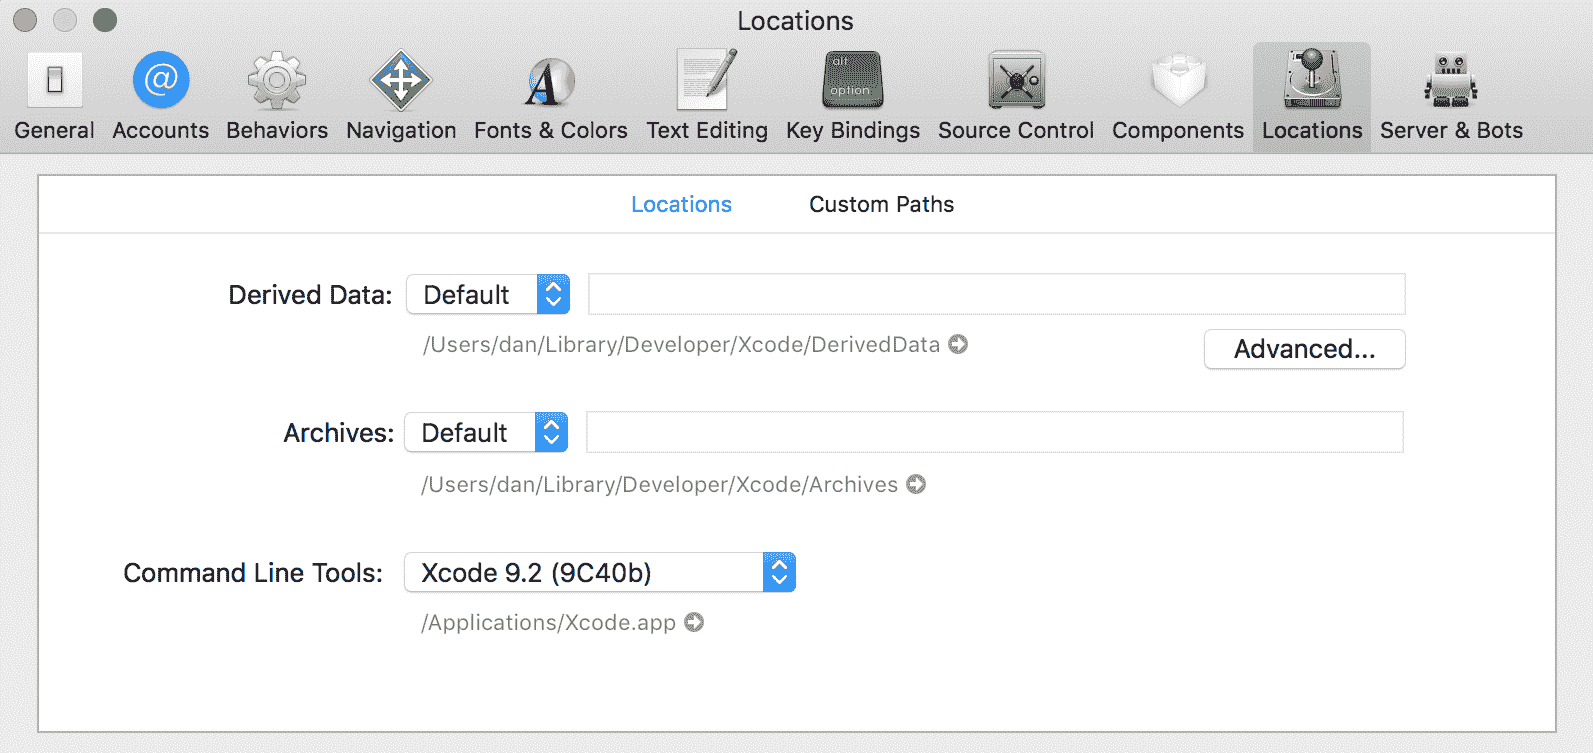 Locations
General Accounts Behaviors Navigation Fonts & Colors Text Editing alt option Key Bindings Source Control Components Locations Server & Bots
Locations Custom Paths
Derived Data: Default
/Users/dan/Library/Developer/Xcode/DerivedData
Advanced...
Archives: Default
/Users/dan/Library/Developer/Xcode/Archives
Command Line Tools: Xcode 9.2 (9C40b)
/Applications/Xcode.app